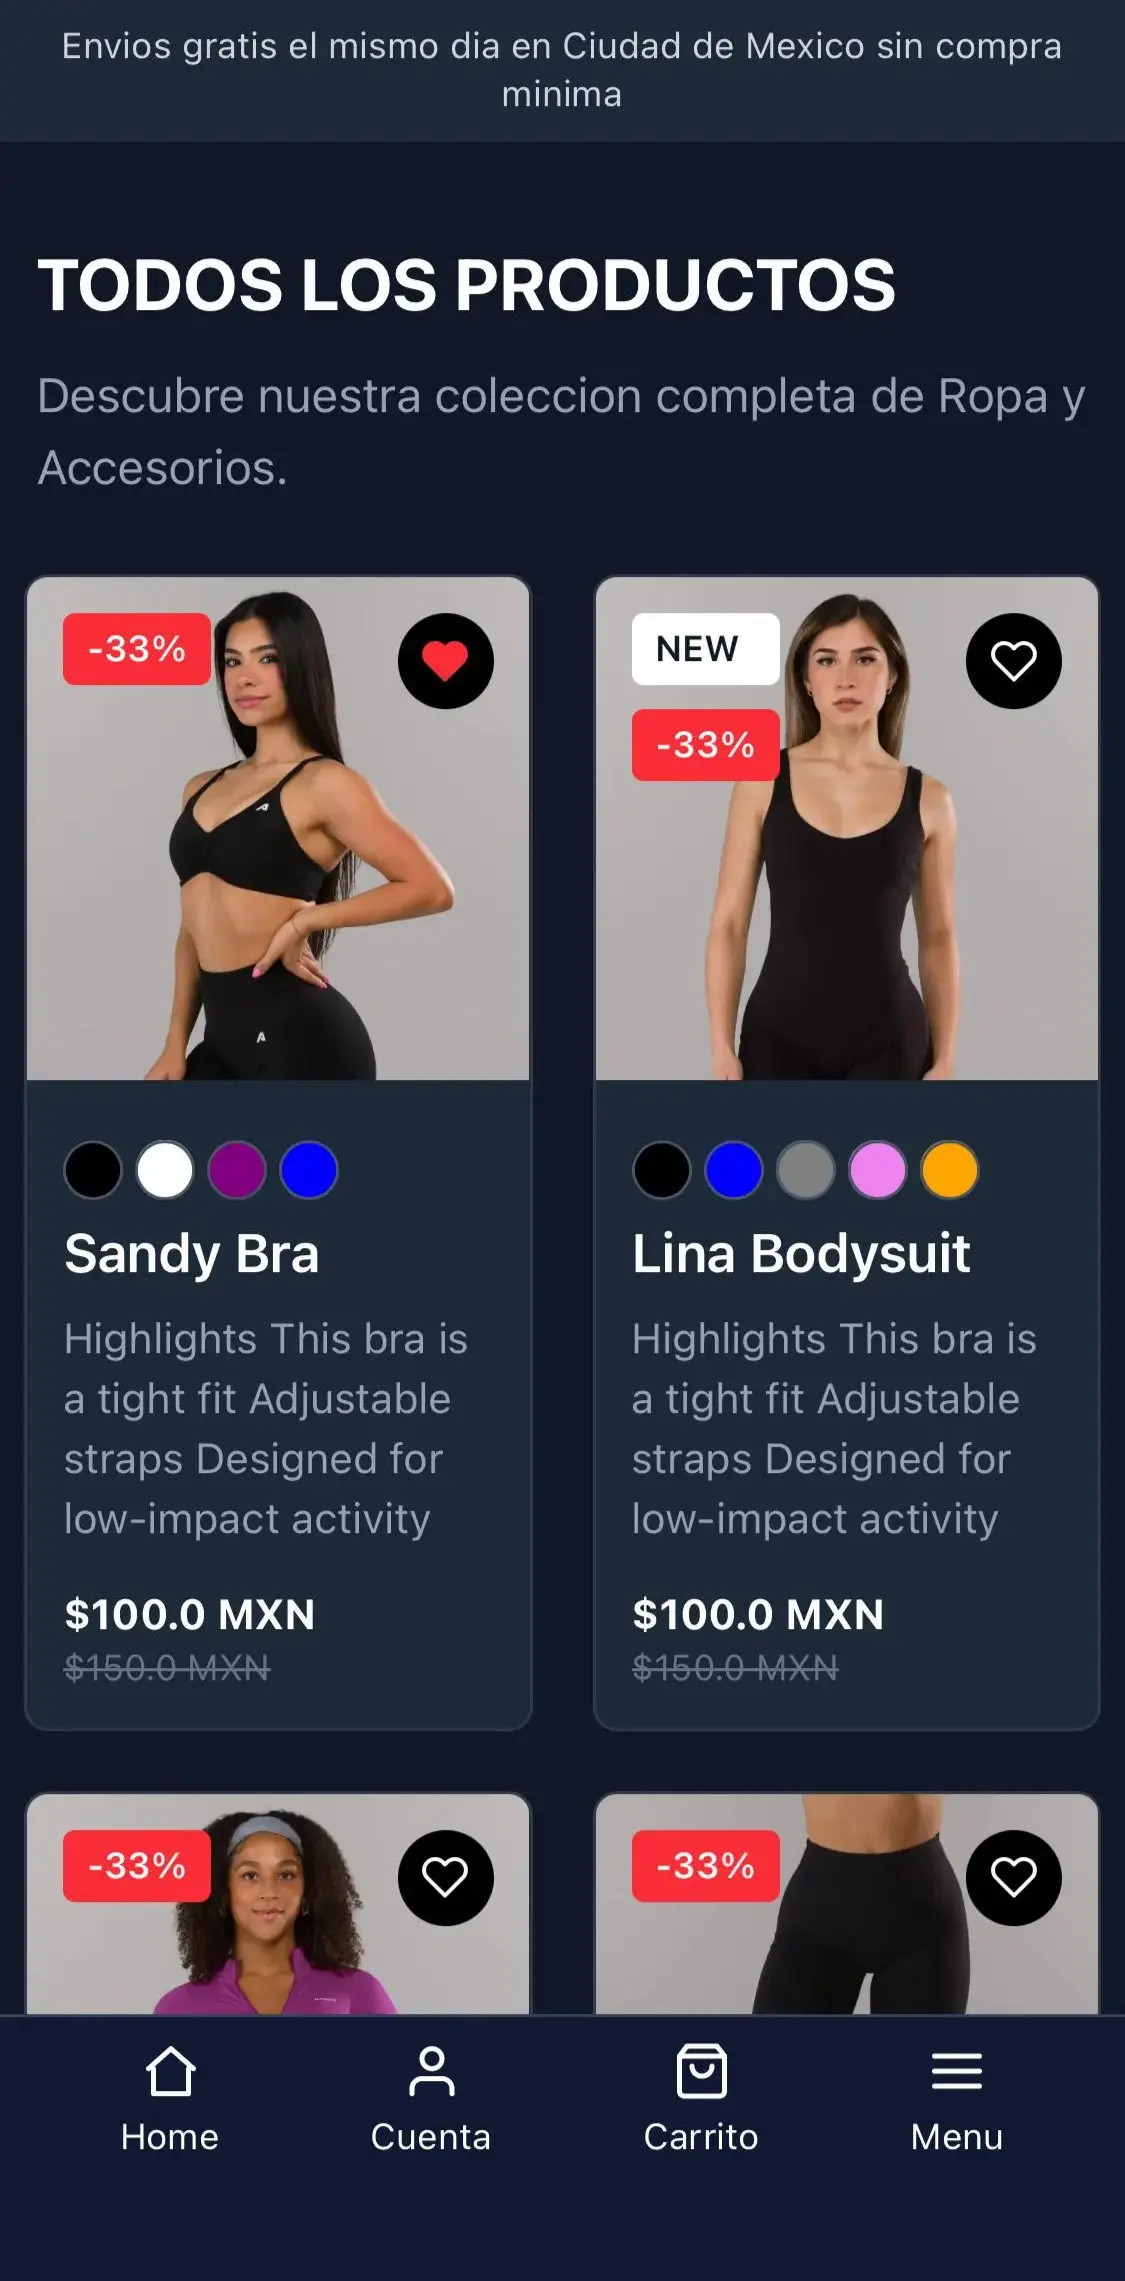 Envios gratis el mismo dia en Ciudad de Mexico sin compra
minima
TODOS LOS PRODUCTOS
Descubre nuestra coleccion completa de Ropa y
Accesorios.
-33%
Sandy Bra
Highlights This bra is
a tight fit Adjustable
straps Designed for
low-impact activity
$100.0 MXN
$150.0 MXN
NEW
-33%
Lina Bodysuit
Highlights This bra is
a tight fit Adjustable
straps Designed for
low-impact activity
$100.0 MXN
$150.0 MXN
-33%
-33%
Home
Cuenta
Carrito
Menu